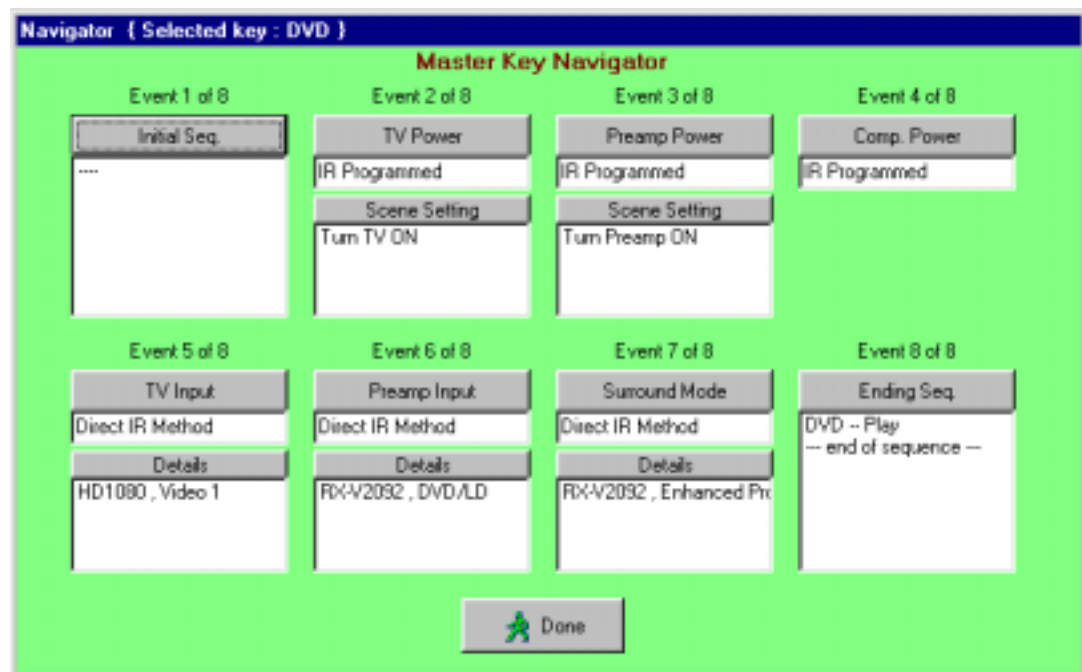 Navigator { Selected key : DVD }
Master Key Navigator
Event 1 of 8
Initial Seq.
----
Event 2 of 8
TV Power
IR Programmed
Scene Setting
Turn TV ON
Event 3 of 8
Preamp Power
IR Programmed
Scene Setting
Turn Preamp ON
Event 4 of 8
Comp. Power
IR Programmed
Event 5 of 8
TV Input
Direct IR Method
Details
HD1080 , Video 1
Event 6 of 8
Preamp Input
Direct IR Method
Details
RX-V2092 , DVD/LD
Event 7 of 8
Surround Mode
Direct IR Method
Details
RX-V2092 , Enhanced Pro
Event 8 of 8
Ending Seq.
DVD -- Play
--- end of sequence ---
Done